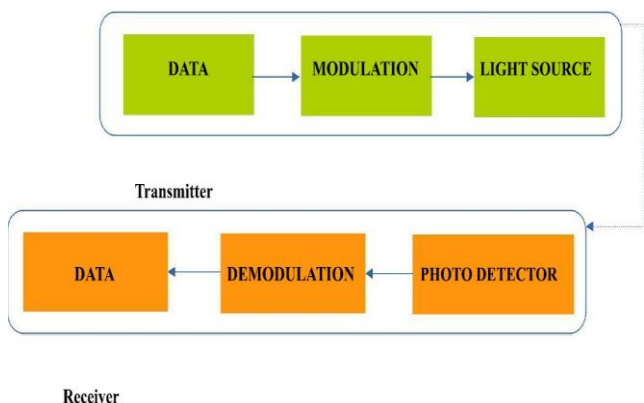 DATA
MODULATION
LIGHT SOURCE
Transmitter
DATA
DEMODULATION
PHOTO DETECTOR
Receiver